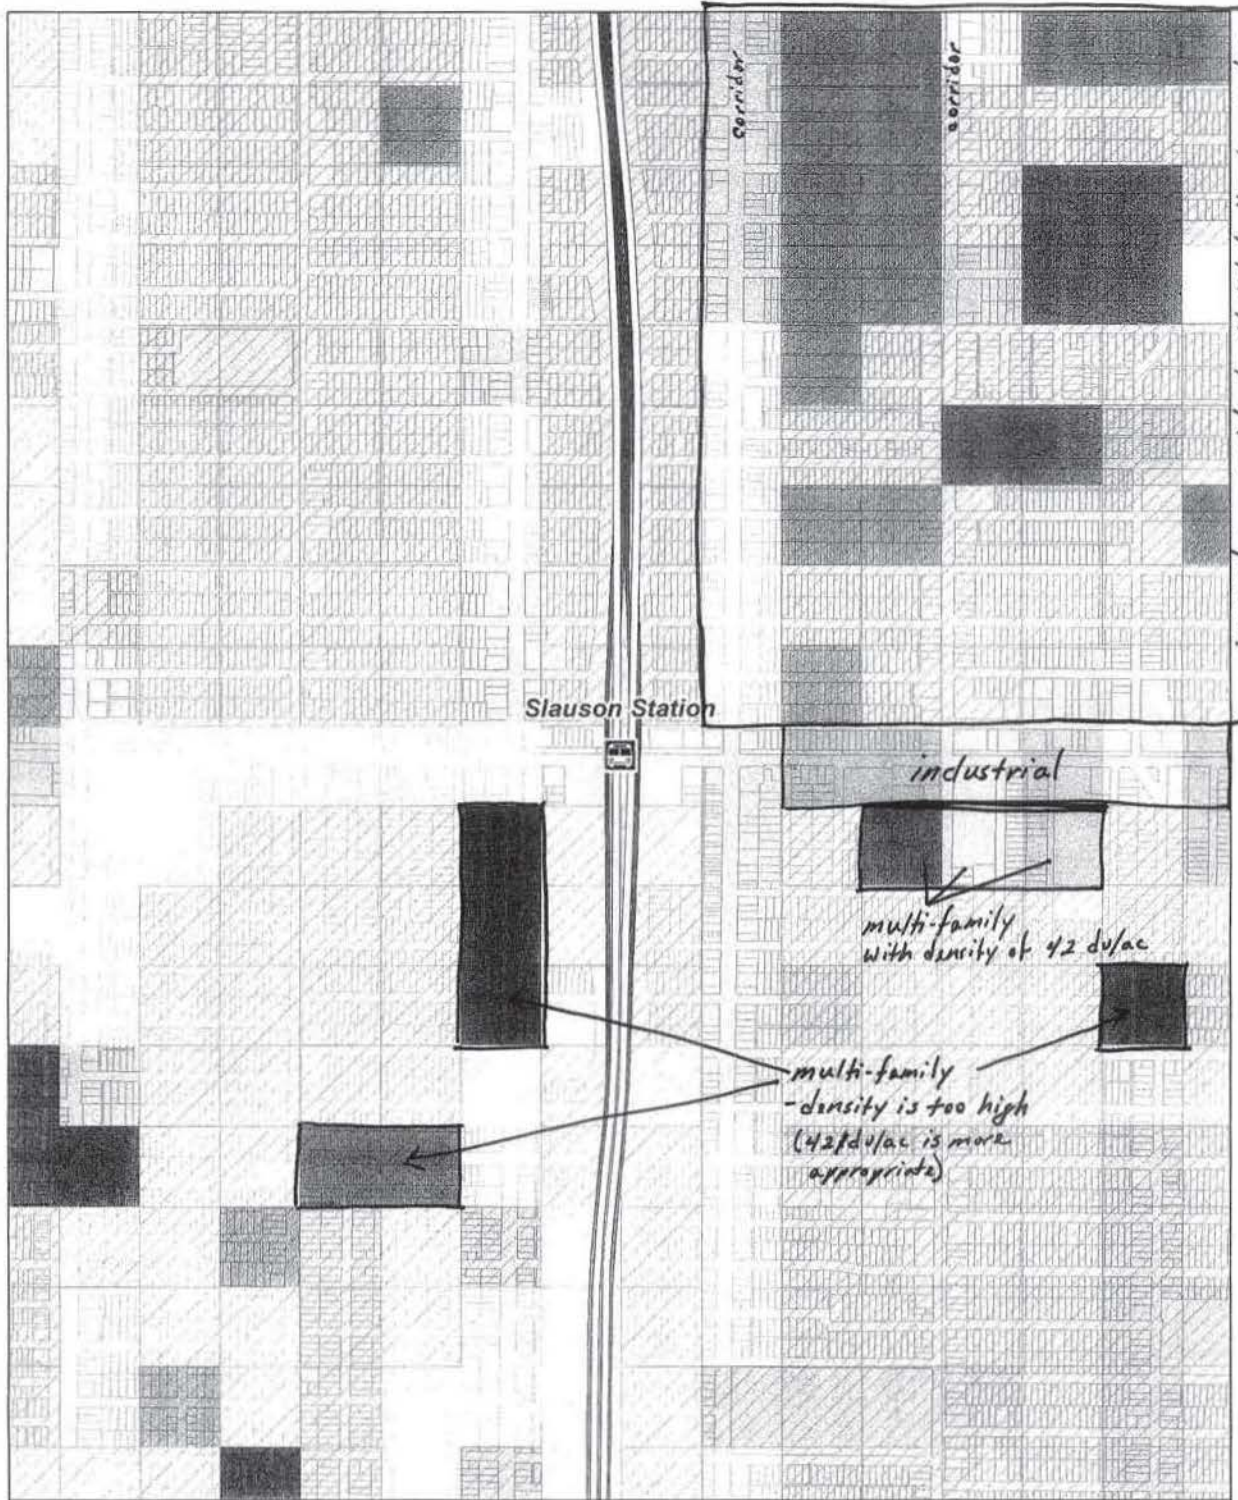 corridor
corridor
Slauson Station
industrial
multi-family
with density of 42 du/ac
multi-family
- density is too high
(42 du/ac is more
appropriate)